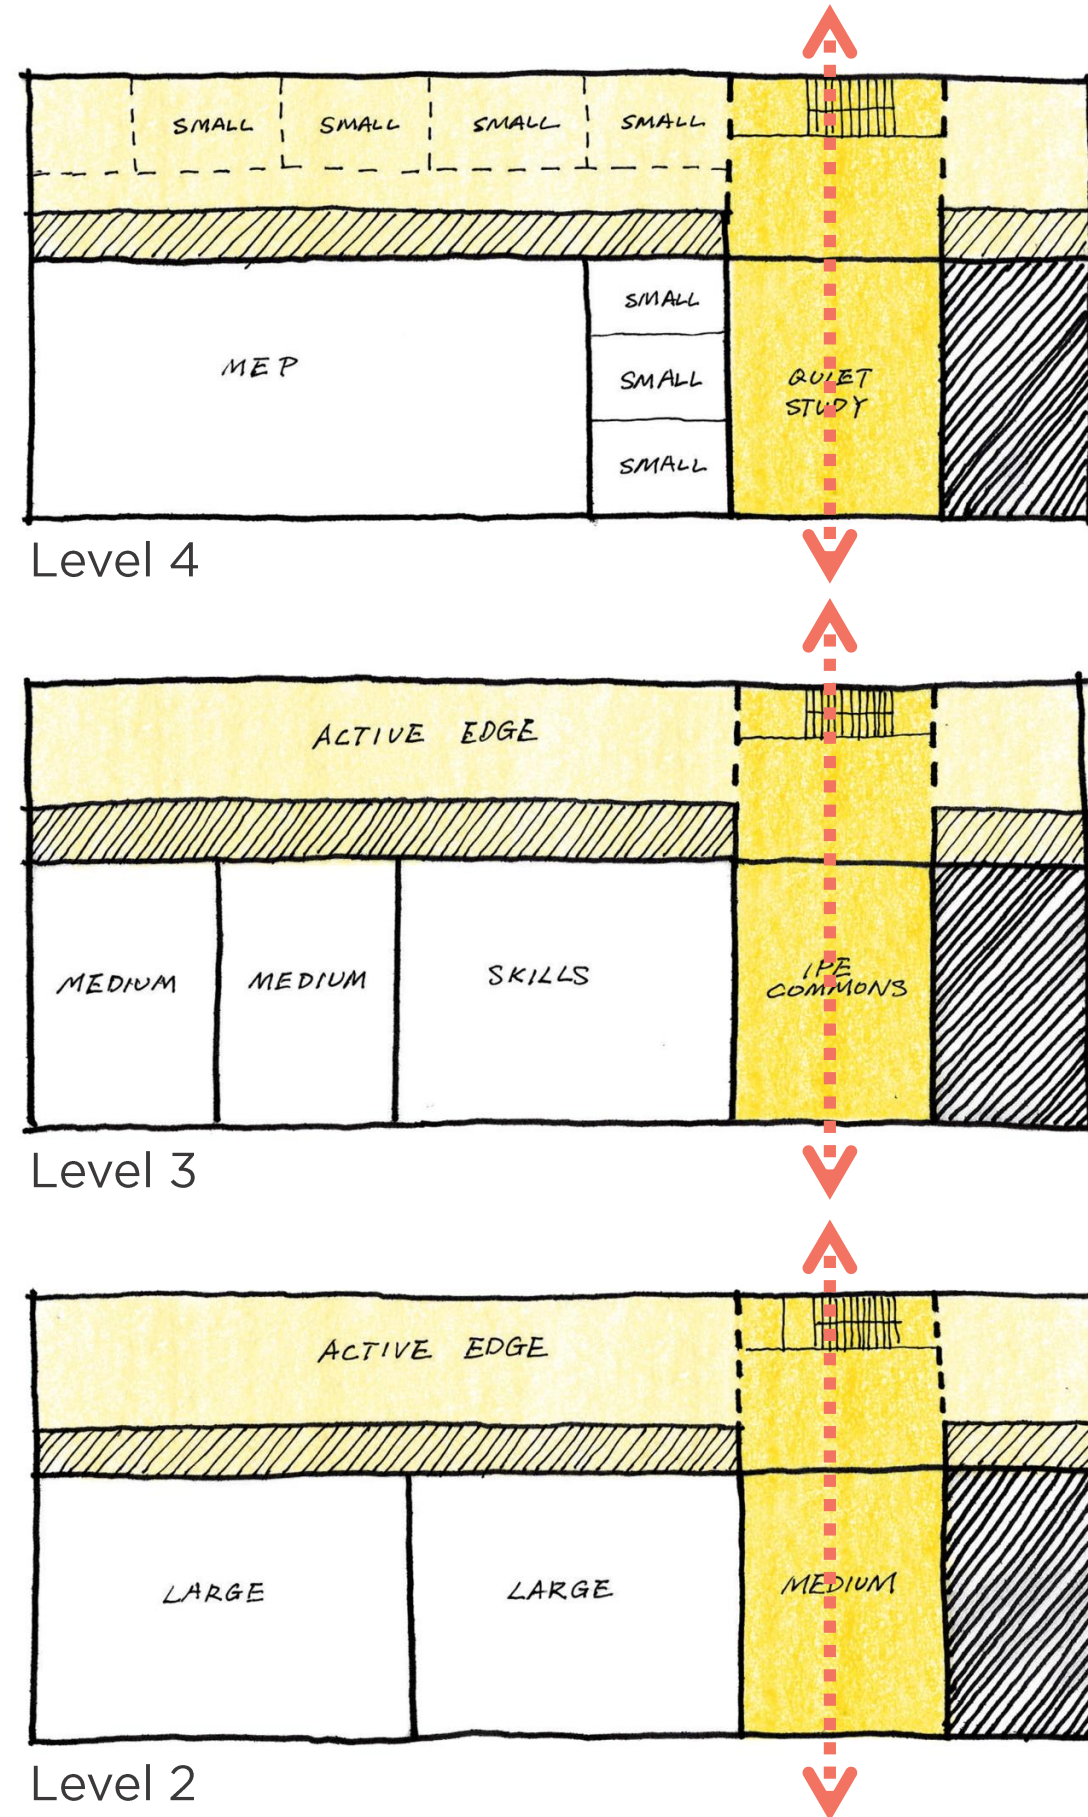 SMALL SMALL SMALL SMALL
SMALL
MEP
SMALL
QUIET
STUDY
SMALL
Level 4
ACTIVE EDGE
MEDIUM MEDIUM SKILLS
IPE
COMMONS
Level 3
ACTIVE EDGE
LARGE LARGE MEDIUM
Level 2